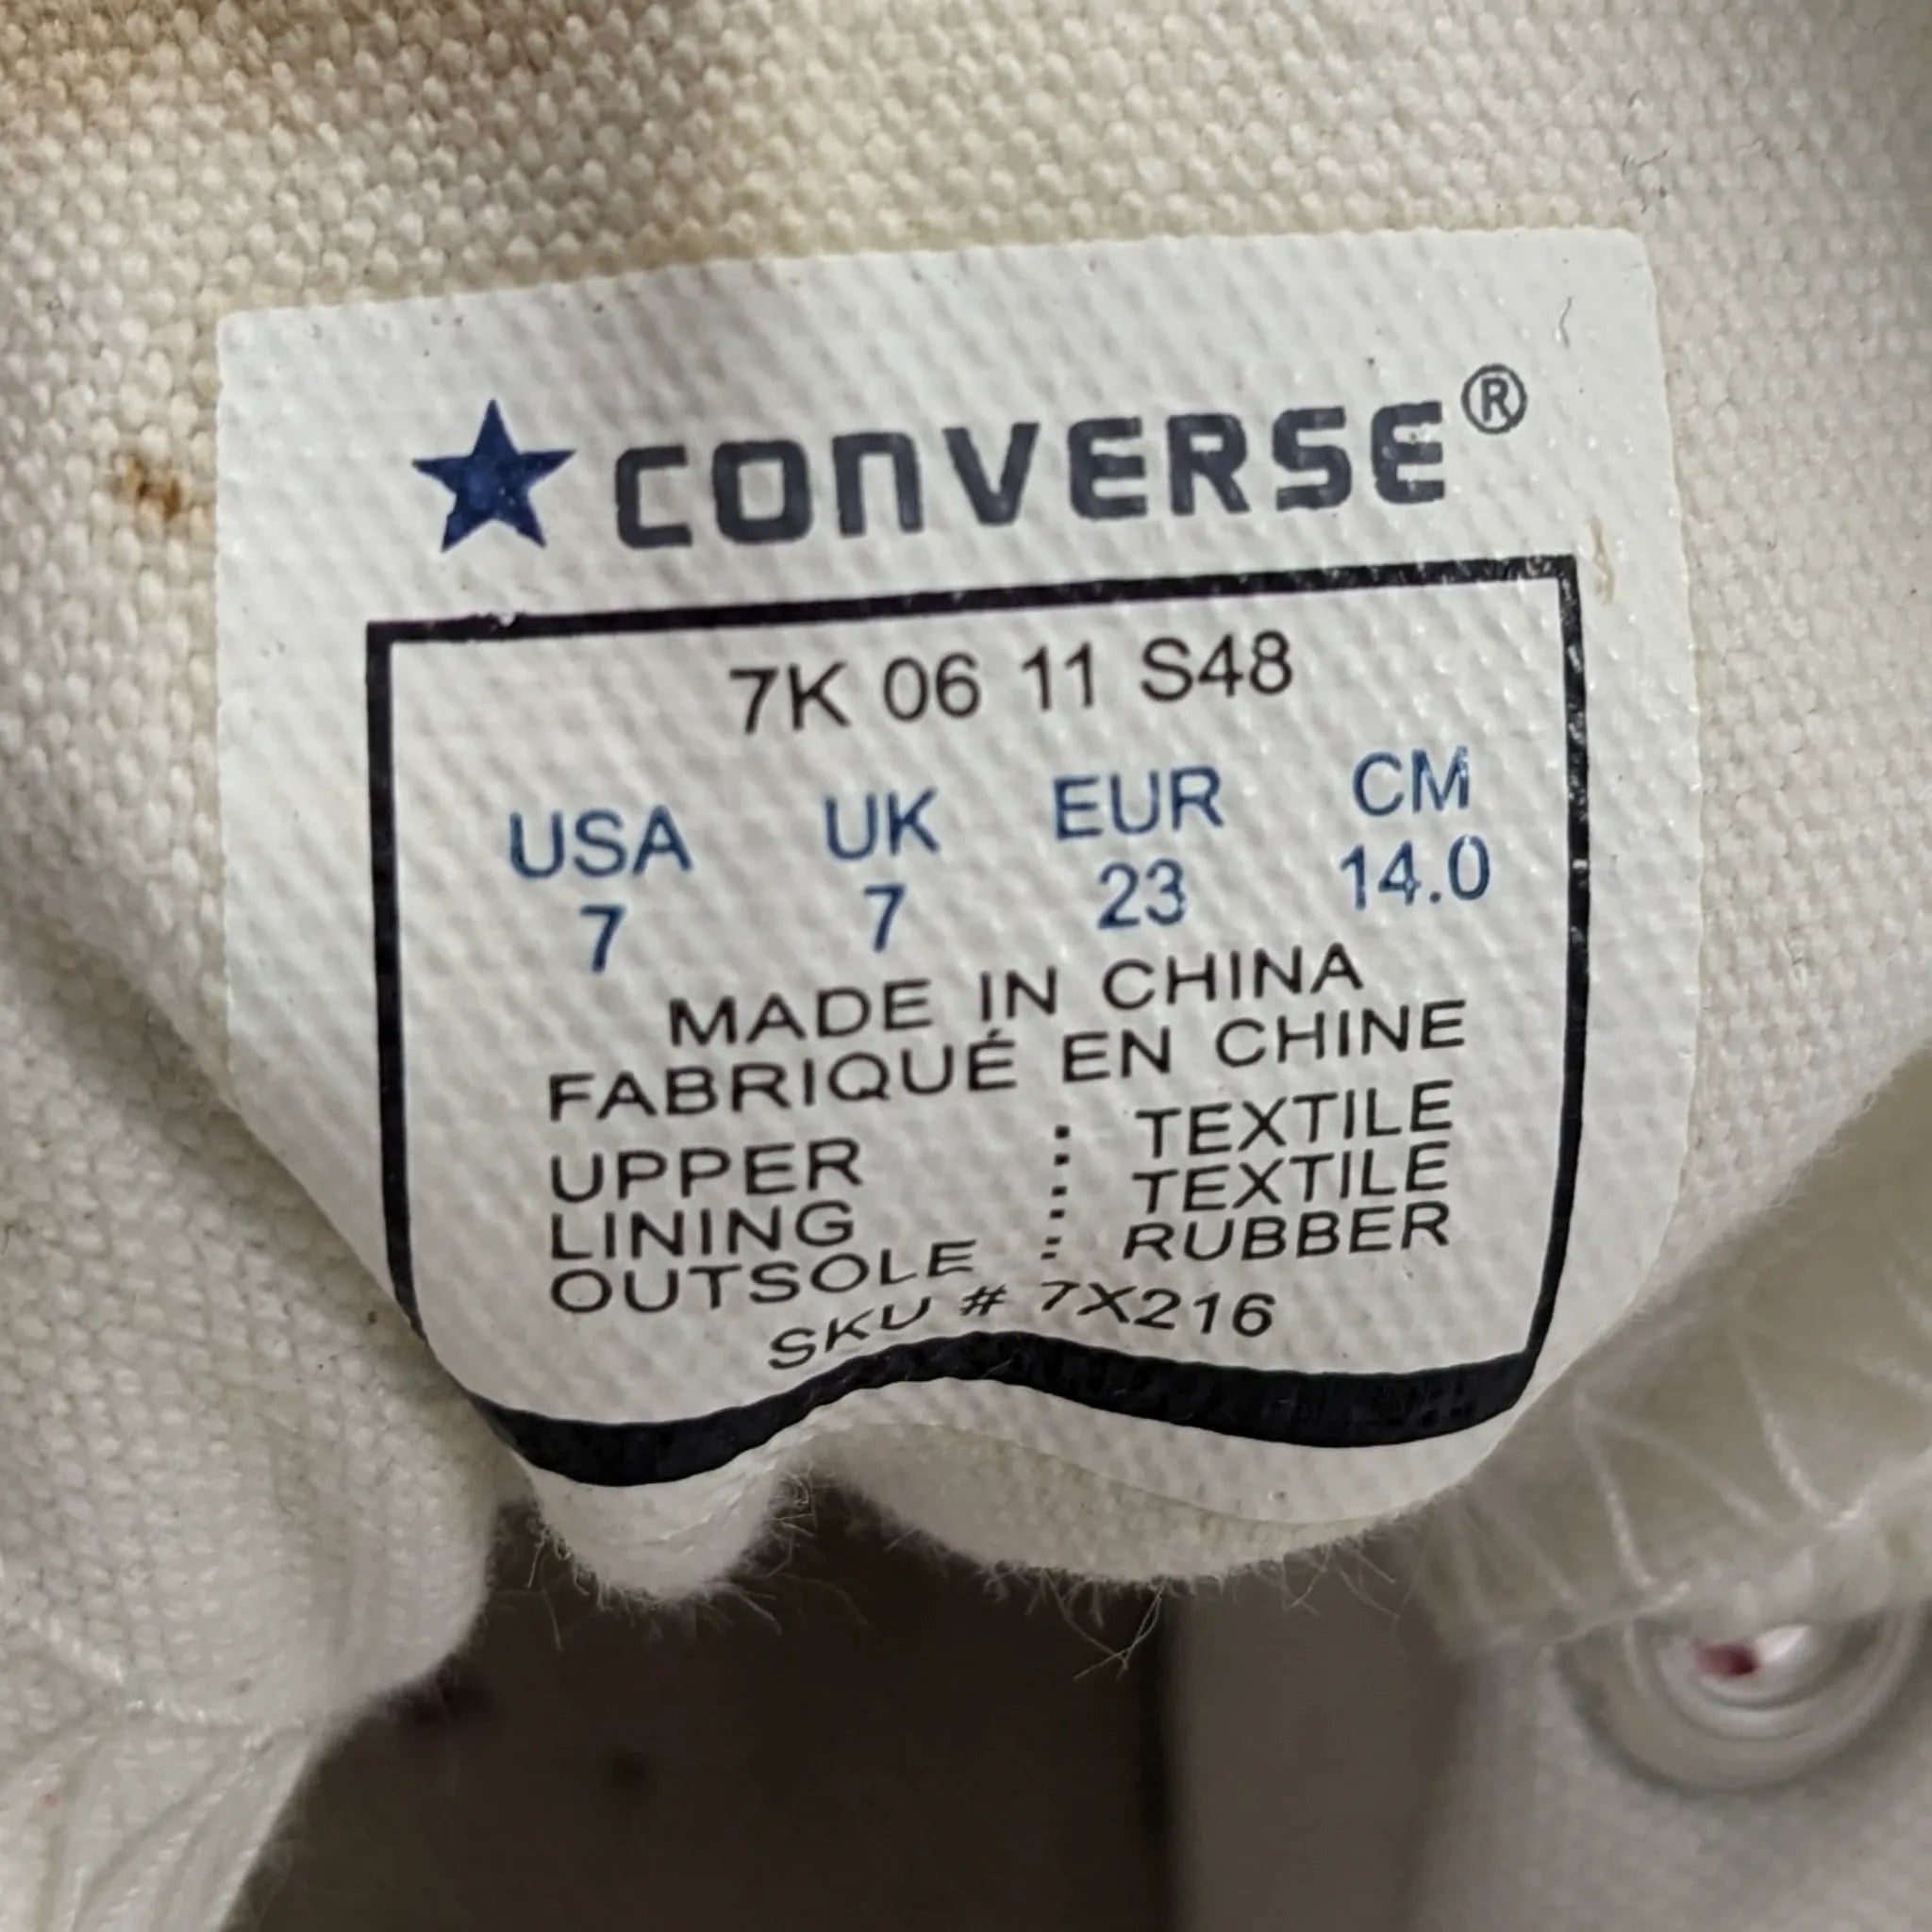 CONVERSE®
7K 06 11 S48
USA UK EUR CM
7 7 23 14.0
MADE IN CHINA
FABRIQUÉ EN CHINE
UPPER : TEXTILE
LINING : TEXTILE
OUTSOLE : RUBBER
SKU # 7X216